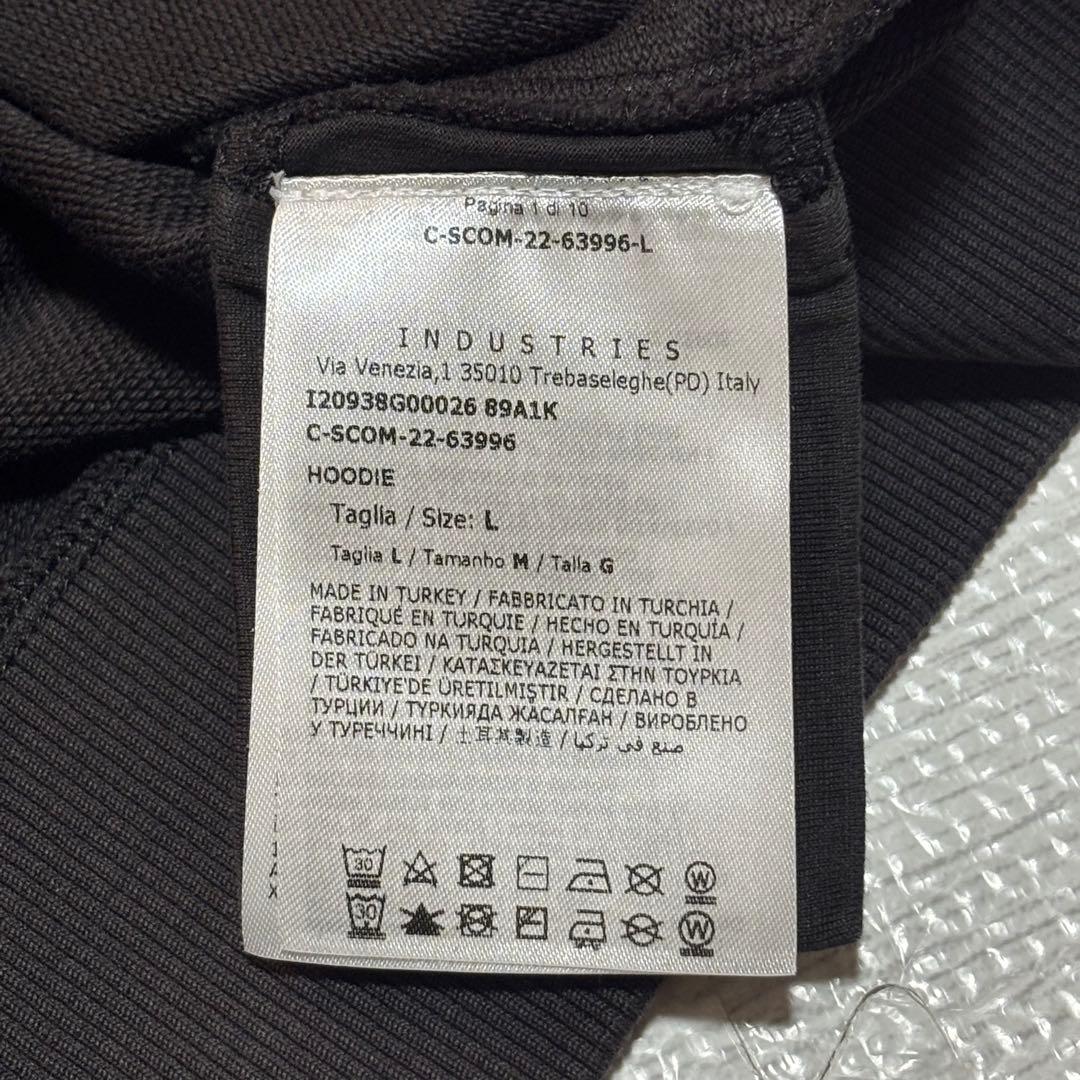 Pagina 1 di 10
C-SCOM-22-63996-L
INDUSTRIES
Via Venezia,1 35010 Trebaseleghe(PD) Italy
I20938G00026 89A1K
C-SCOM-22-63996
HOODIE
Taglia / Size: L
Taglia L / Tamanho M / Talla G
MADE IN TURKEY / FABBRICATO IN TURCHIA /
FABRIQUÉ EN TURQUIE / HECHO EN TURQUÍA /
FABRICADO NA TURQUIA / HERGESTELLT IN
DER TÜRKEI / ΚΑΤΑΣΚΕΥΑΖΕΤΑΙ ΣΤΗΝ ΤΟΥΡΚΙΑ
/ TÜRKIYE'DE ÜRETILMIŞTIR / СДЕЛАНО В
ТУРЦИИ / ТҮРКИЯДА ЖАСАЛҒАН / ВИРОБЛЕНО
У ТУРЕЧЧИНІ / 土耳其製造 / صنع في تركيا
30 W
30 W